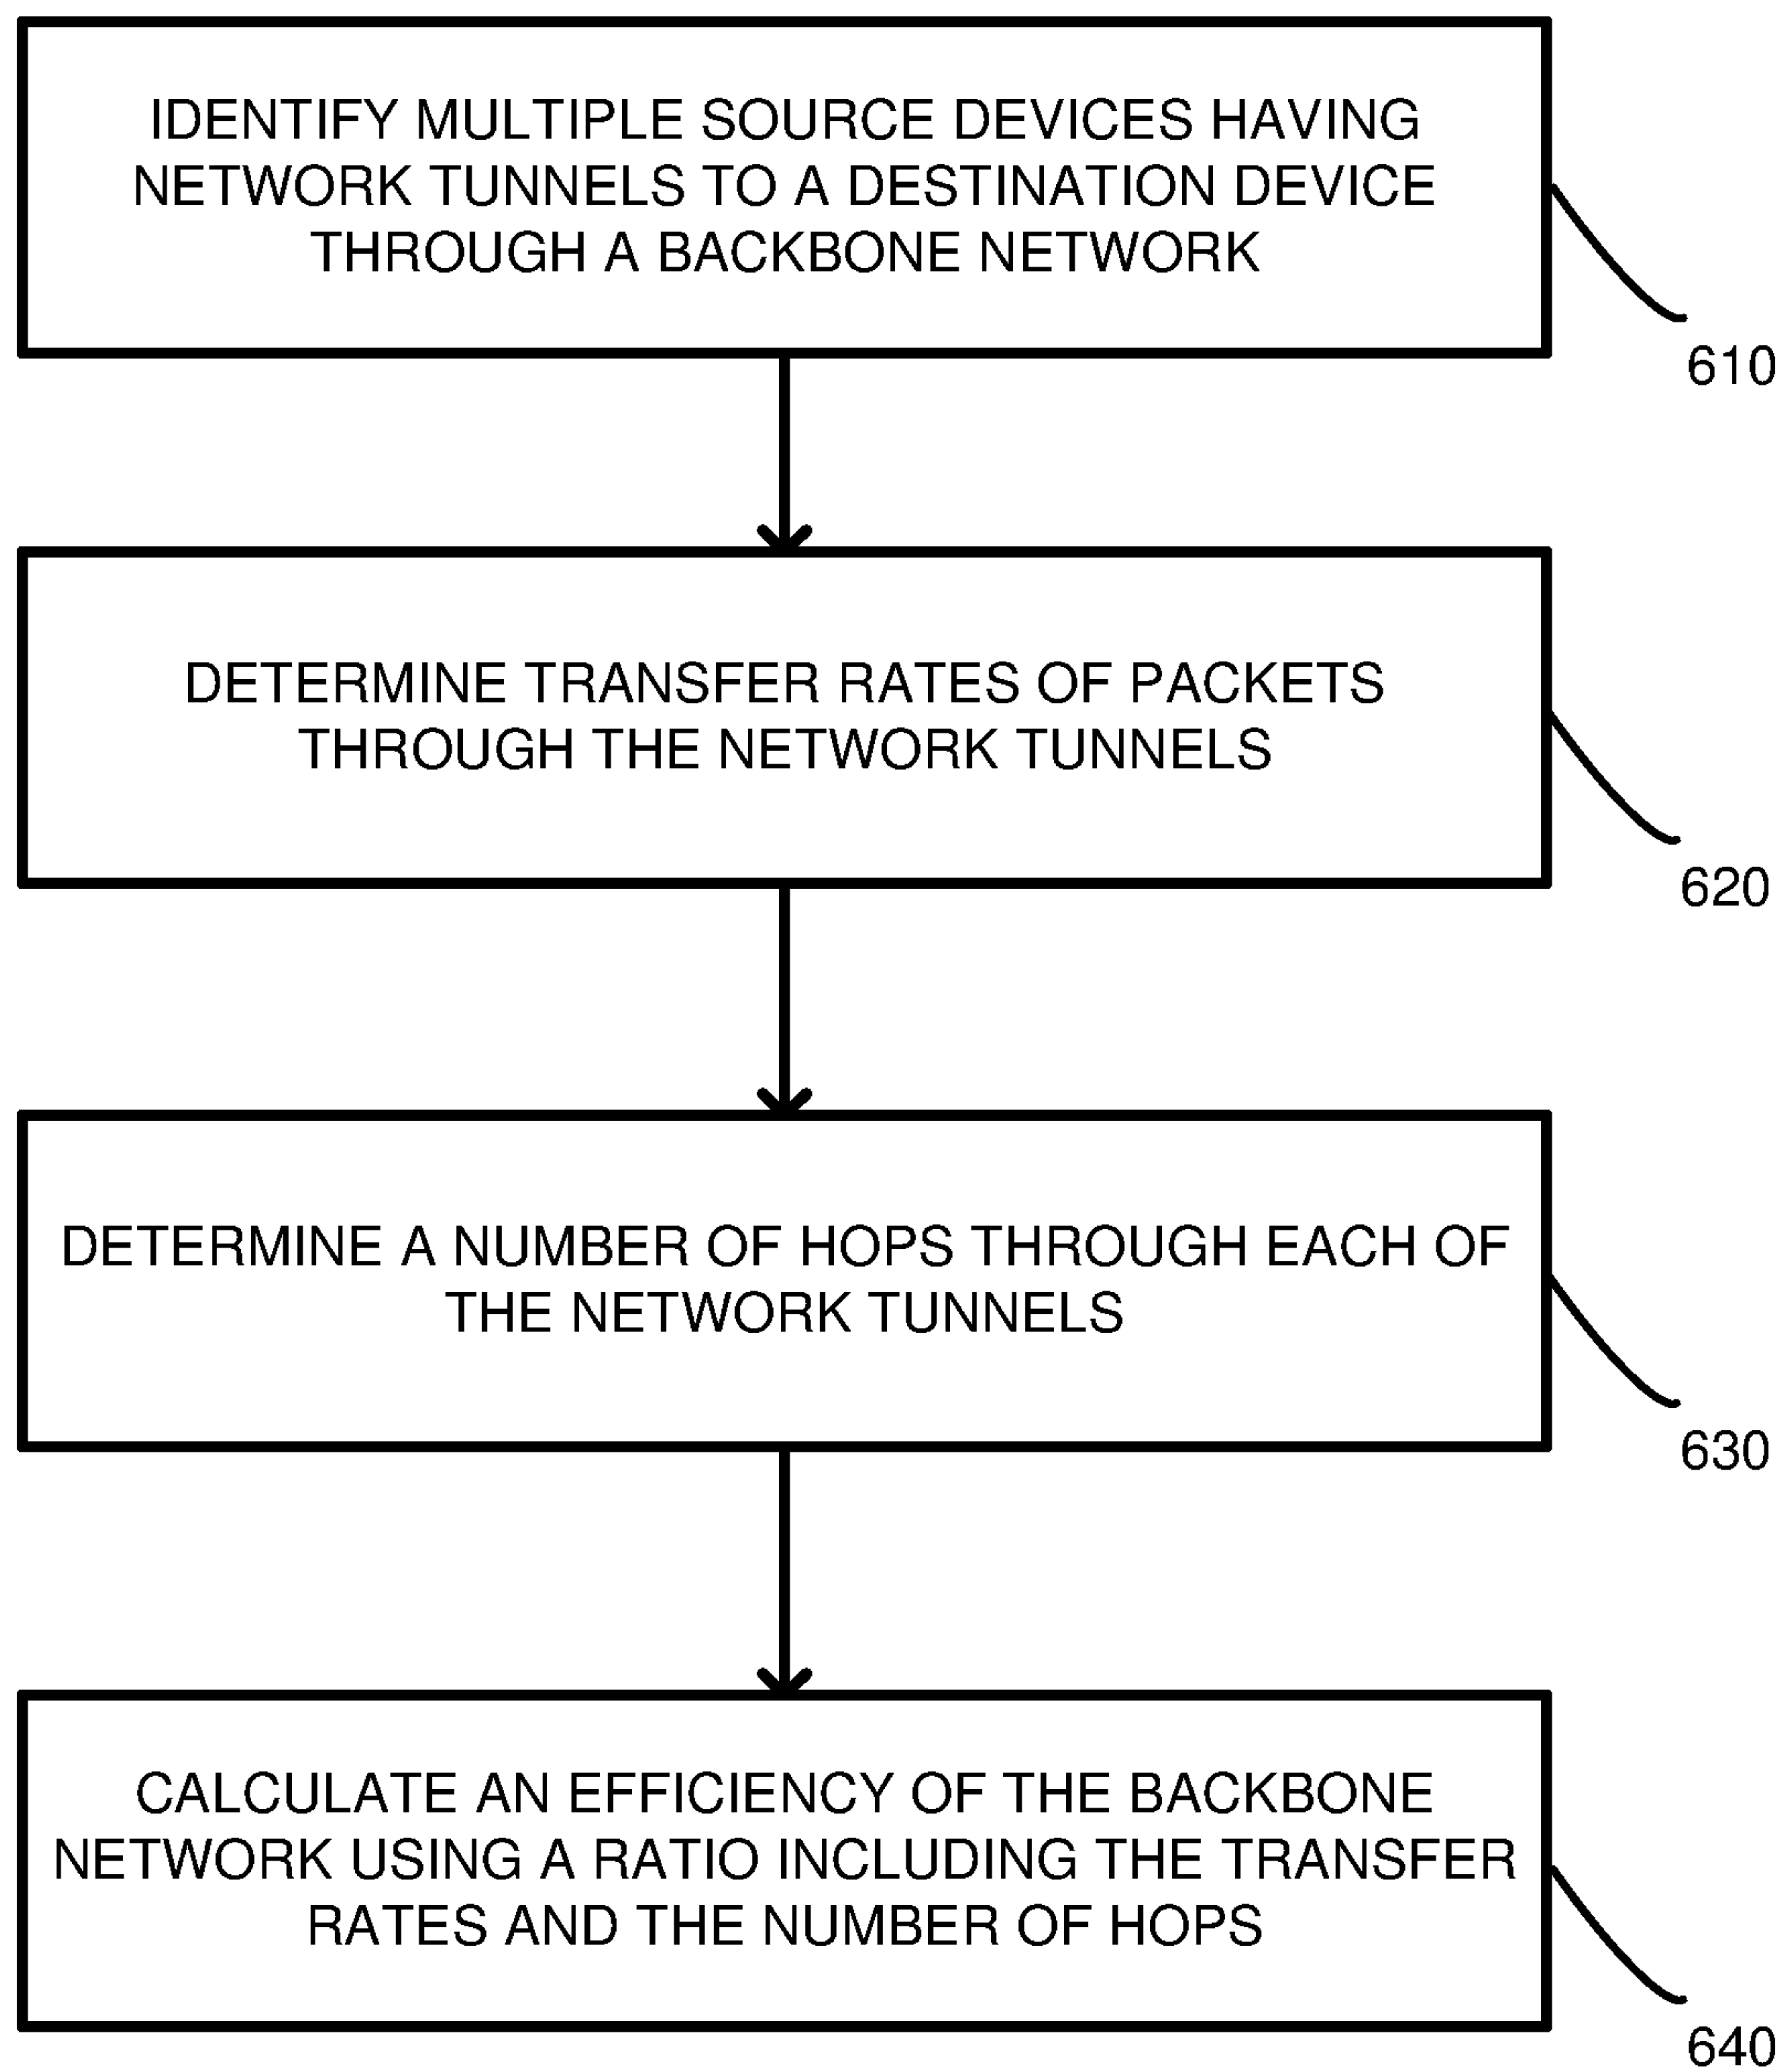 IDENTIFY MULTIPLE SOURCE DEVICES HAVING
NETWORK TUNNELS TO A DESTINATION DEVICE
THROUGH A BACKBONE NETWORK
610
DETERMINE TRANSFER RATES OF PACKETS
THROUGH THE NETWORK TUNNELS
620
DETERMINE A NUMBER OF HOPS THROUGH EACH OF
THE NETWORK TUNNELS
630
CALCULATE AN EFFICIENCY OF THE BACKBONE
NETWORK USING A RATIO INCLUDING THE TRANSFER
RATES AND THE NUMBER OF HOPS
640